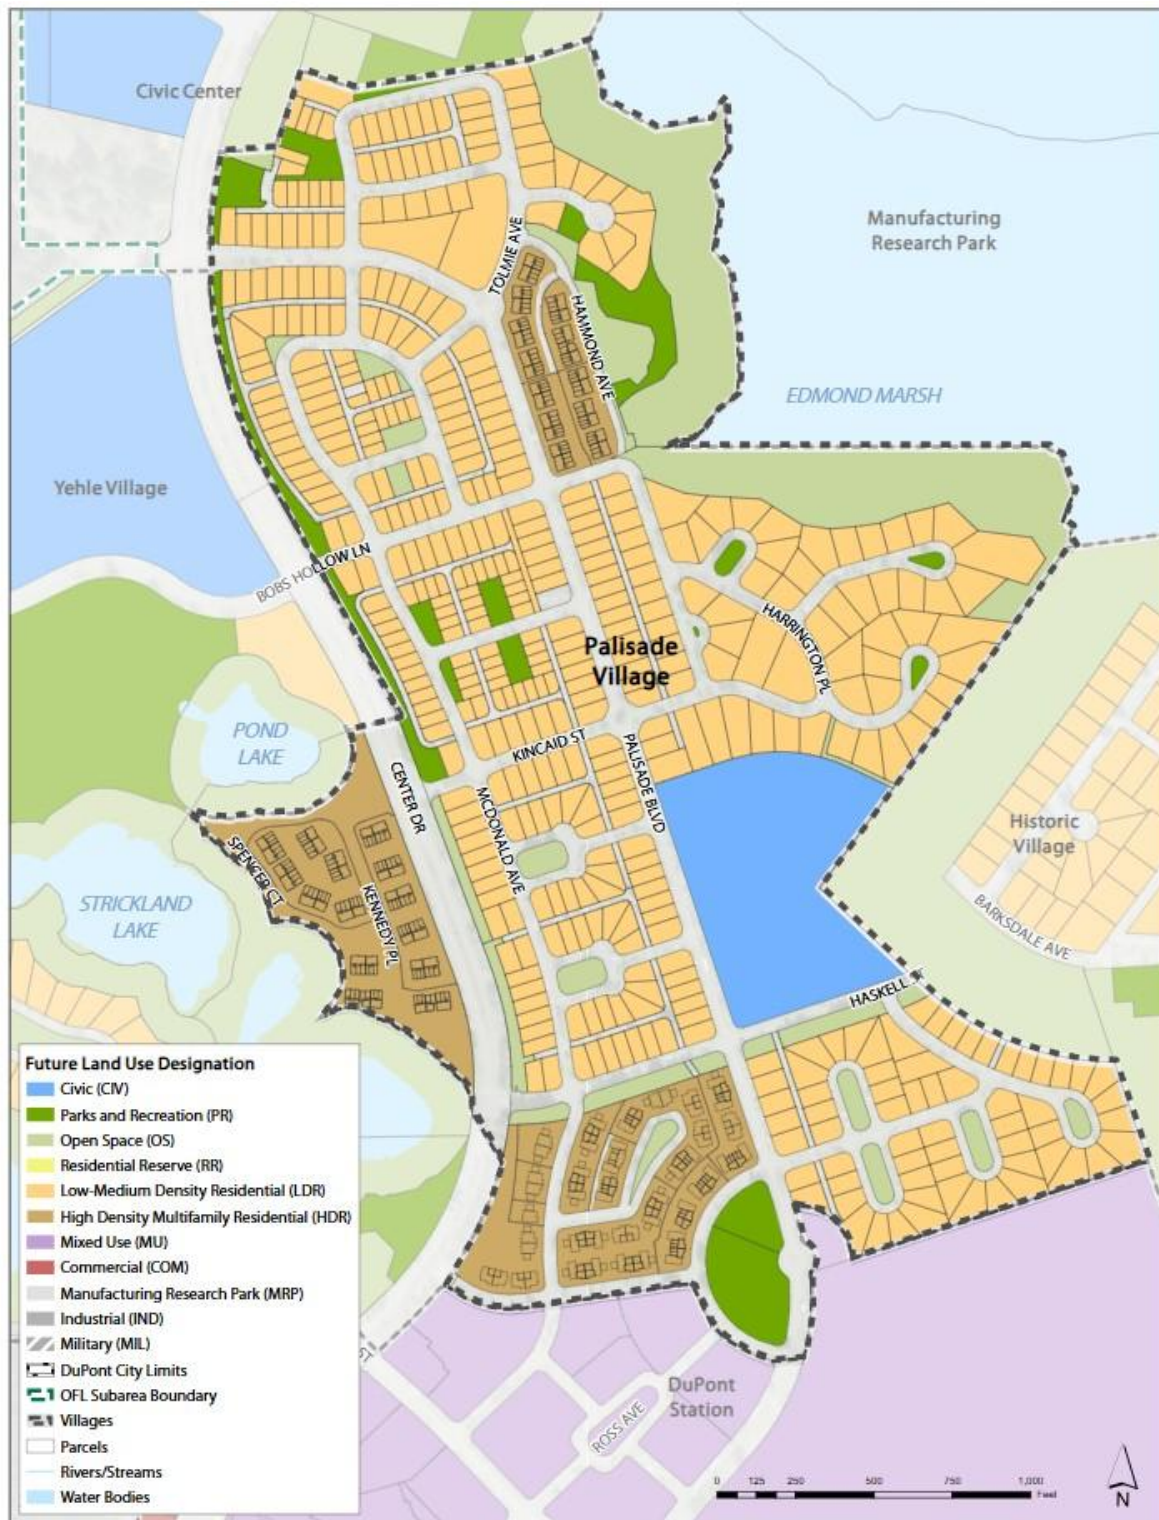 Civic Center
Manufacturing
Research Park
TOLMIE AVE
HAMMOND AVE
EDMOND MARSH
Yehle Village
BOBS HOLLOW LN
HARRINGTON PL
Palisade
Village
POND
LAKE
KINCAID ST
PALISADE BLVD
CENTER DR
MCDONALD AVE
Historic
Village
SPENCER CT
KENNEDY PL
STRICKLAND
LAKE
BARKSDALE AVE
HASKELL ST
Future Land Use Designation
Civic (CIV)
Parks and Recreation (PR)
Open Space (OS)
Residential Reserve (RR)
Low-Medium Density Residential (LDR)
High Density Multifamily Residential (HDR)
Mixed Use (MU)
Commercial (COM)
Manufacturing Research Park (MRP)
Industrial (IND)
Military (MIL)
DuPont City Limits
OFL Subarea Boundary
Villages
Parcels
Rivers/Streams
Water Bodies
DuPont
Station
ROSS AVE
0 125 250 500 750 1,000
Feet
N